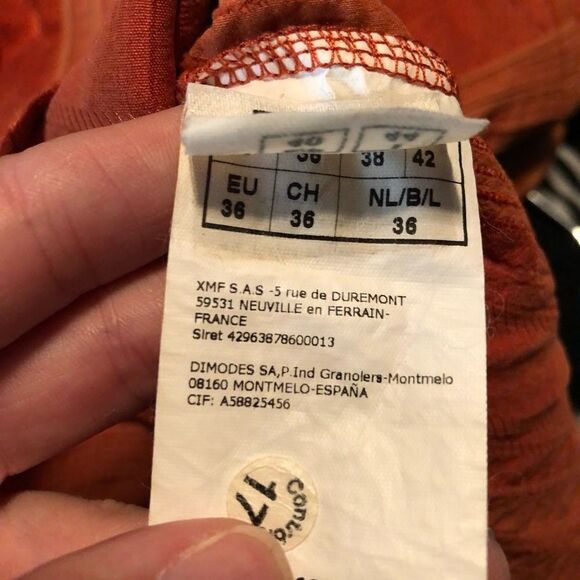 36 38 42
EU CH NL/B/L
36 36 36
XMF S.A.S -5 rue de DUREMONT
59531 NEUVILLE en FERRAIN-
FRANCE
Siret 42963878600013
DIMODES SA,P.Ind Granolers-Montmelo
08160 MONTMELO-ESPAÑA
CIF: A58825456
17